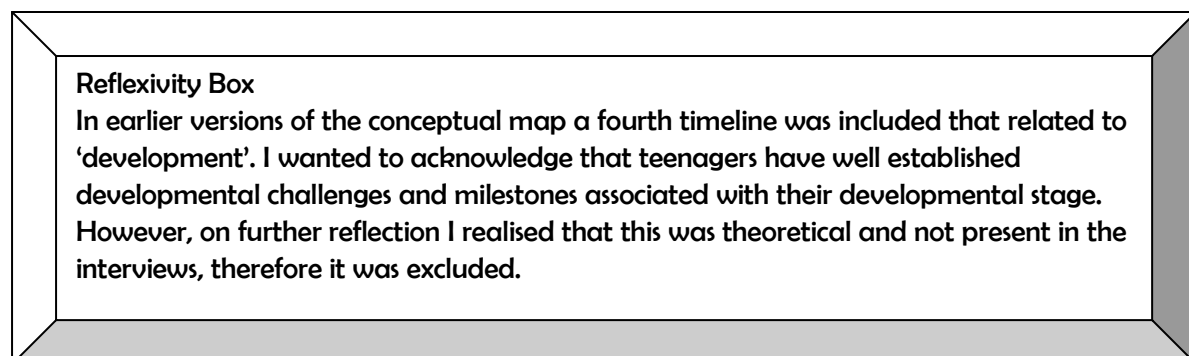 Reflexivity Box
In earlier versions of the conceptual map a fourth timeline was included that related to
‘development’. I wanted to acknowledge that teenagers have well established
developmental challenges and milestones associated with their developmental stage.
However, on further reflection I realised that this was theoretical and not present in the
interviews, therefore it was excluded.